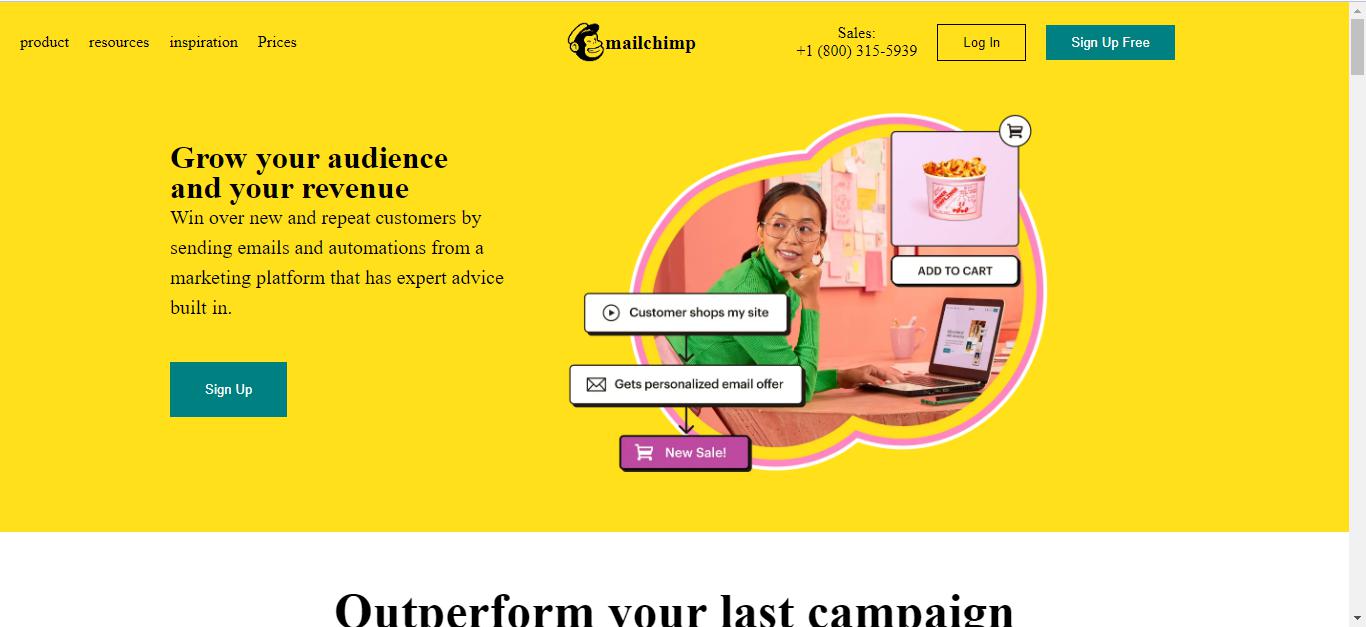 product resources inspiration Prices
mailchimp
Sales:
+1 (800) 315-5939
Log In
Sign Up Free
Grow your audience
and your revenue
Win over new and repeat customers by
sending emails and automations from a
marketing platform that has expert advice
built in.
Sign Up
ADD TO CART
Customer shops my site
Gets personalized email offer
New Sale!
Outperform your last campaign